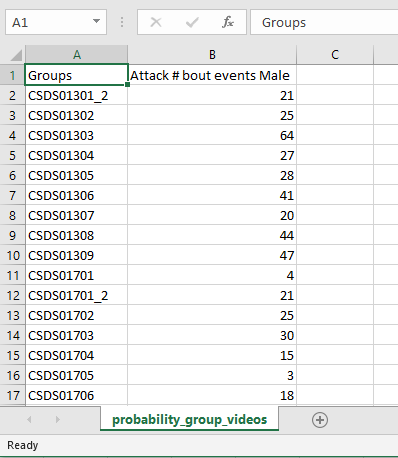 A1 fx Groups
A B C
1 Groups Attack # bout events Male
2 CSDS01301_2 21
3 CSDS01302 25
4 CSDS01303 64
5 CSDS01304 27
6 CSDS01305 28
7 CSDS01306 41
8 CSDS01307 20
9 CSDS01308 44
10 CSDS01309 47
11 CSDS01701 4
12 CSDS01701_2 21
13 CSDS01702 25
14 CSDS01703 30
15 CSDS01704 15
16 CSDS01705 3
17 CSDS01706 18
probability_group_videos
Ready